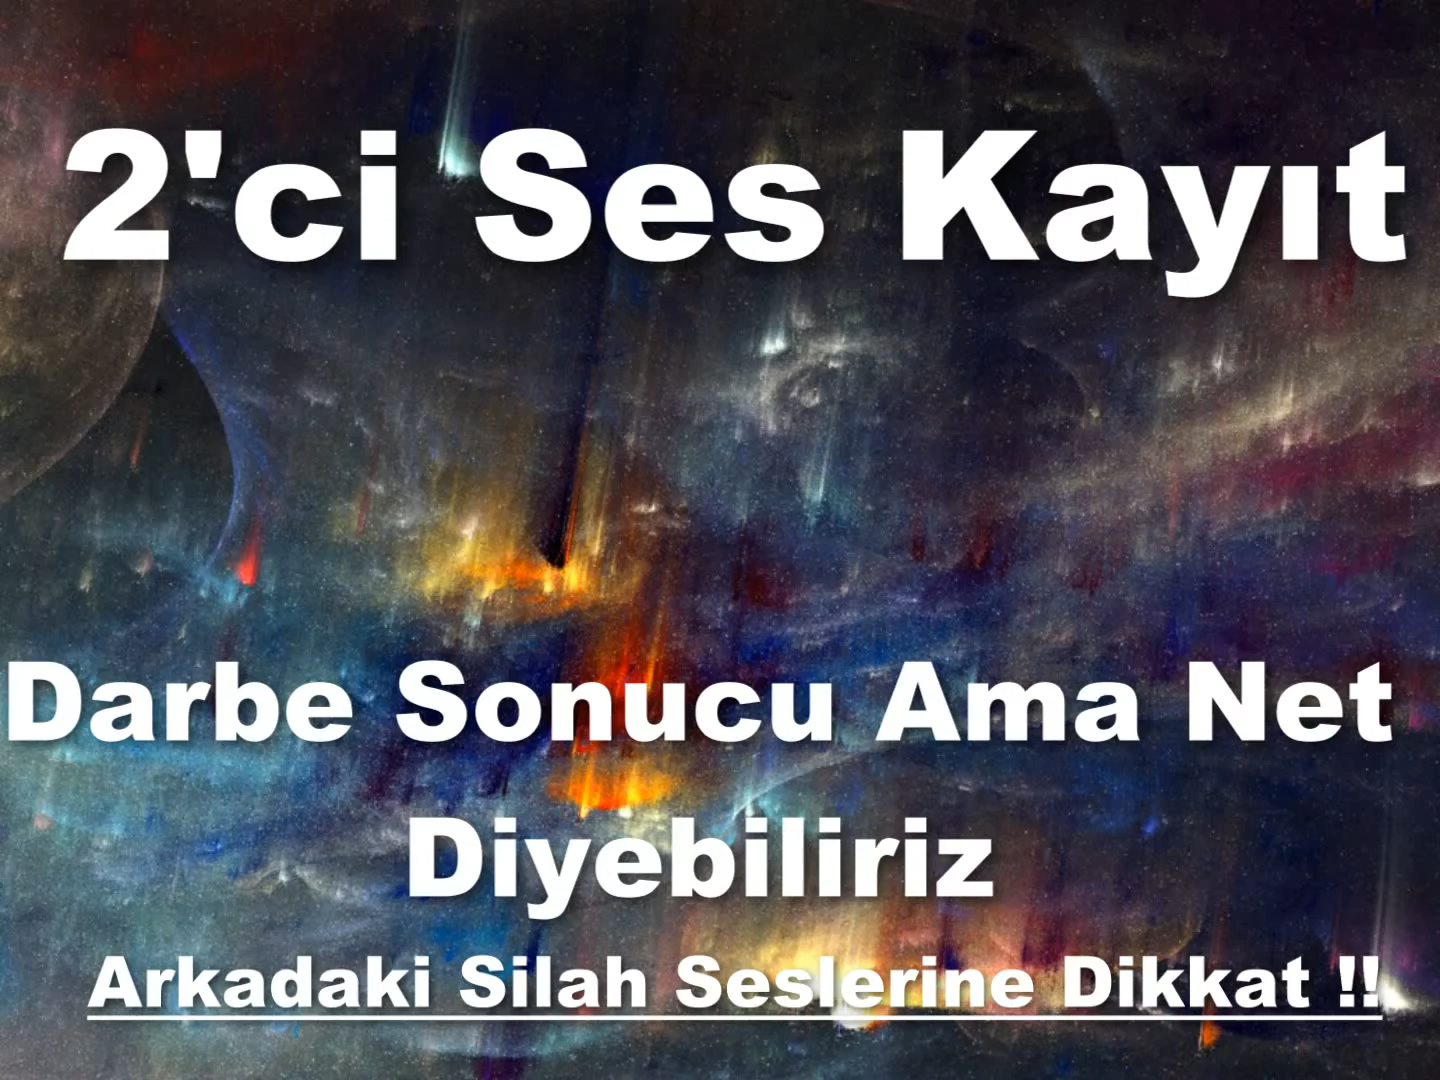 2'ci Ses Kayıt
Darbe Sonucu Ama Net
Diyebiliriz
Arkadaki Silah Seslerine Dikkat !!